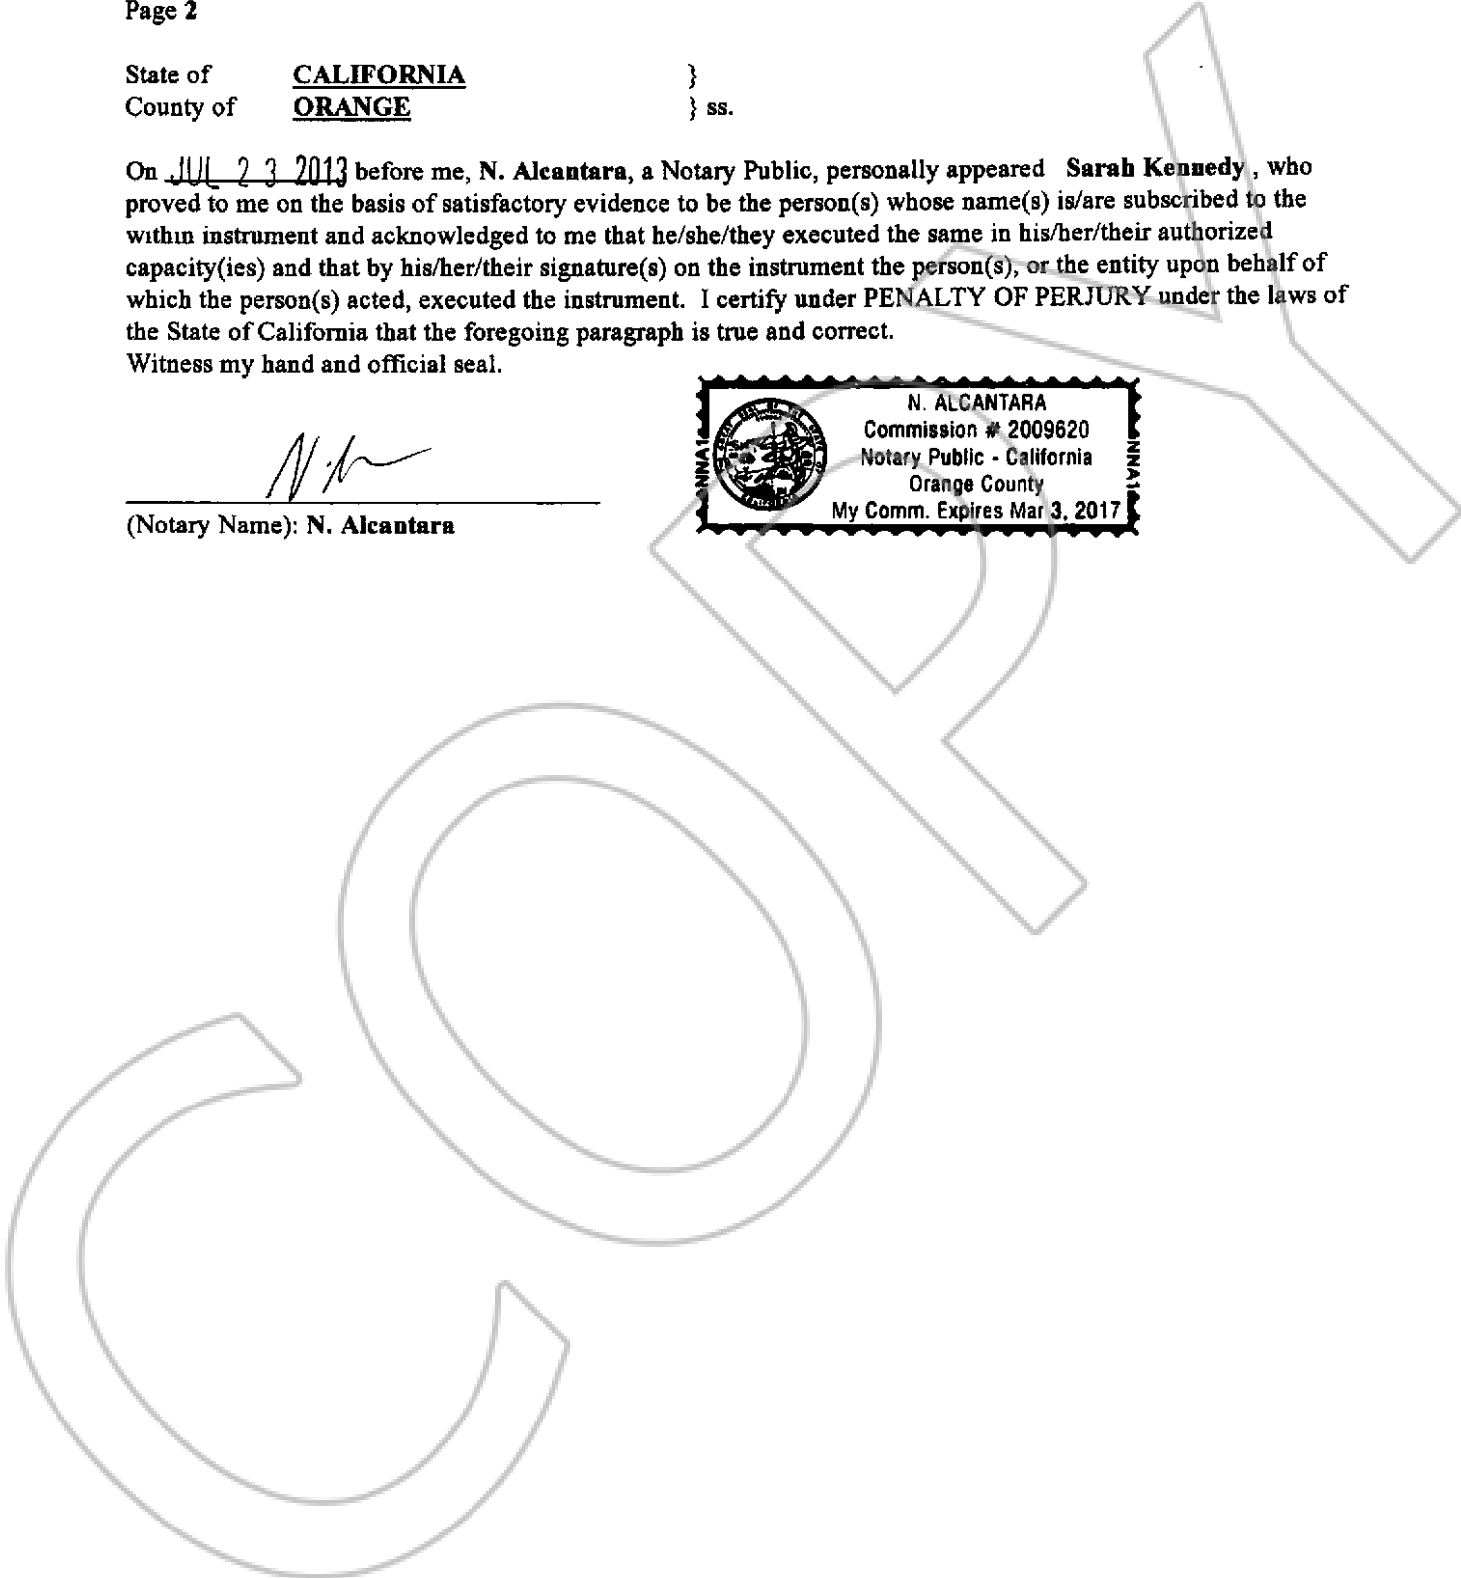 Page 2
State of CALIFORNIA }
County of ORANGE } ss.
On JUL 23 2013 before me, N. Alcantara, a Notary Public, personally appeared Sarah Kennedy , who
proved to me on the basis of satisfactory evidence to be the person(s) whose name(s) is/are subscribed to the
within instrument and acknowledged to me that he/she/they executed the same in his/her/their authorized
capacity(ies) and that by his/her/their signature(s) on the instrument the person(s), or the entity upon behalf of
which the person(s) acted, executed the instrument. I certify under PENALTY OF PERJURY under the laws of
the State of California that the foregoing paragraph is true and correct.
Witness my hand and official seal.
N. ALCANTARA
Commission # 2009620
Notary Public - California
Orange County
My Comm. Expires Mar 3, 2017
(Notary Name): N. Alcantara
COPY